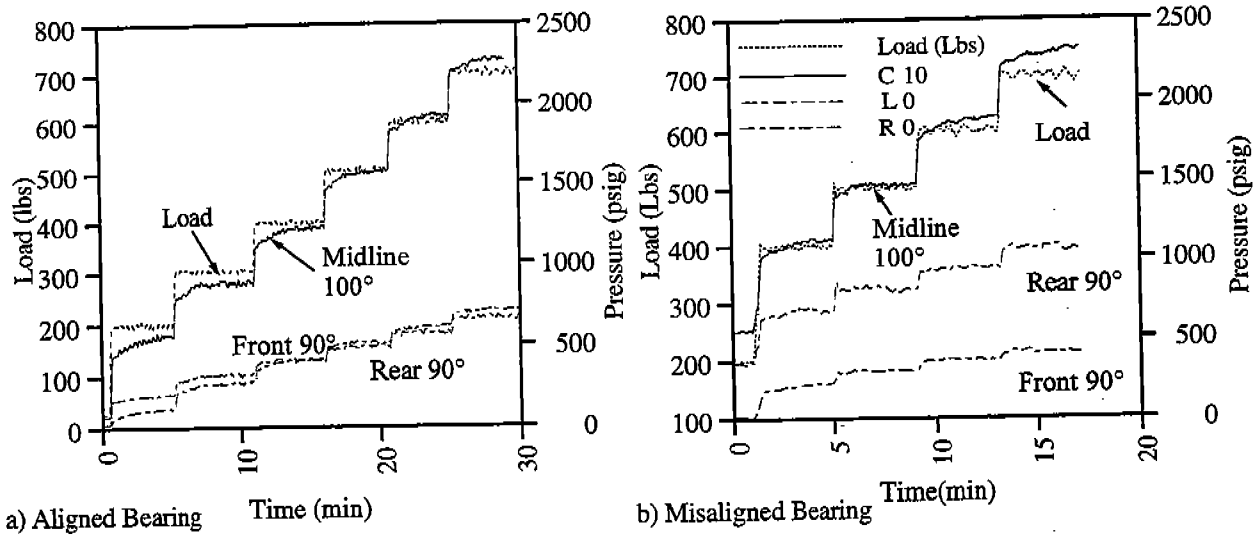 800
700
600
500
400
300
200
100
0
Load (lbs)
2500
2000
1500
1000
500
0
Pressure (psig)
Load
Midline
100°
Front 90°
Rear 90°
0
10
20
30
Time (min)
a) Aligned Bearing
800
700
600
500
400
300
200
100
Load (Lbs)
2500
2000
1500
1000
500
0
Pressure (psig)
Load (Lbs)
C 10
L 0
R 0
Load
Midline
100°
Rear 90°
Front 90°
0
5
10
15
20
Time(min)
b) Misaligned Bearing